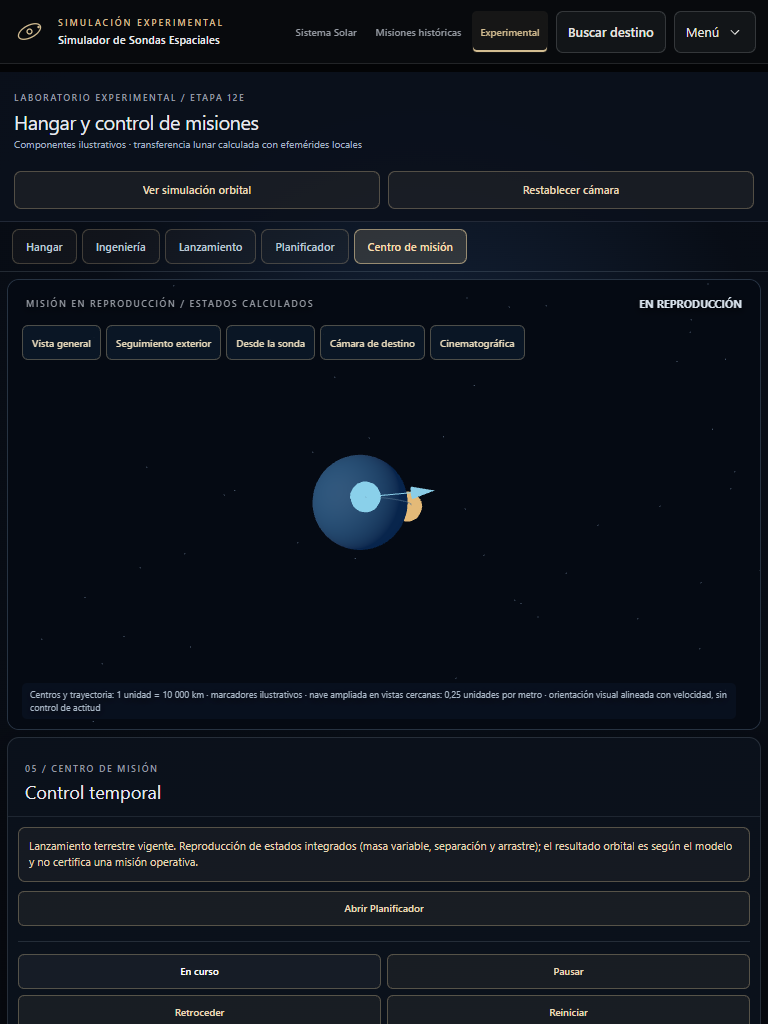 SIMULACIÓN EXPERIMENTAL
Simulador de Sondas Espaciales
Sistema Solar
Misiones históricas
Experimental
Buscar destino
Menú
LABORATORIO EXPERIMENTAL / ETAPA 12E
Hangar y control de misiones
Componentes ilustrativos · transferencia lunar calculada con efemérides locales
Ver simulación orbital
Restablecer cámara
Hangar
Ingeniería
Lanzamiento
Planificador
Centro de misión
MISIÓN EN REPRODUCCIÓN / ESTADOS CALCULADOS
EN REPRODUCCIÓN
Vista general
Seguimiento exterior
Desde la sonda
Cámara de destino
Cinematográfica
Centros y trayectoria: 1 unidad = 10 000 km · marcadores ilustrativos · nave ampliada en vistas cercanas: 0,25 unidades por metro · orientación visual alineada con velocidad, sin
control de actitud
05 / CENTRO DE MISIÓN
Control temporal
Lanzamiento terrestre vigente. Reproducción de estados integrados (masa variable, separación y arrastre); el resultado orbital es según el modelo
y no certifica una misión operativa.
Abrir Planificador
En curso
Pausar
Retroceder
Reiniciar